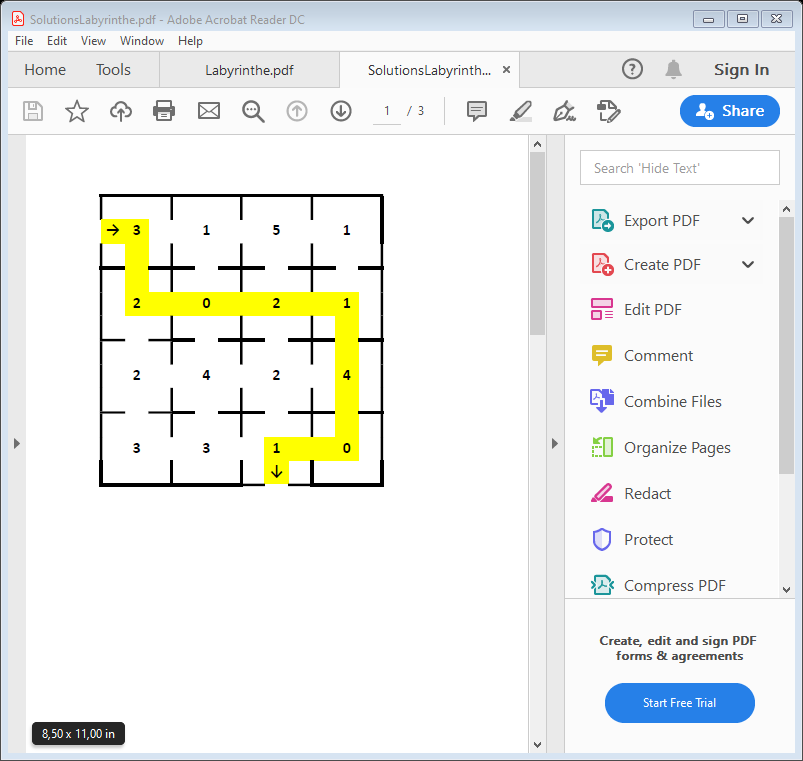 SolutionsLabyrinthe.pdf - Adobe Acrobat Reader DC
File Edit View Window Help
Home Tools Labyrinthe.pdf SolutionsLabyrinth... × Sign In
1 / 3 Share
Search 'Hide Text'
→ 3 1 5 1
2 0 2 1
2 4 2 4
3 3 1 0
↓
8,50 x 11,00 in
Export PDF
Create PDF
Edit PDF
Comment
Combine Files
Organize Pages
Redact
Protect
Compress PDF
Create, edit and sign PDF
forms & agreements
Start Free Trial